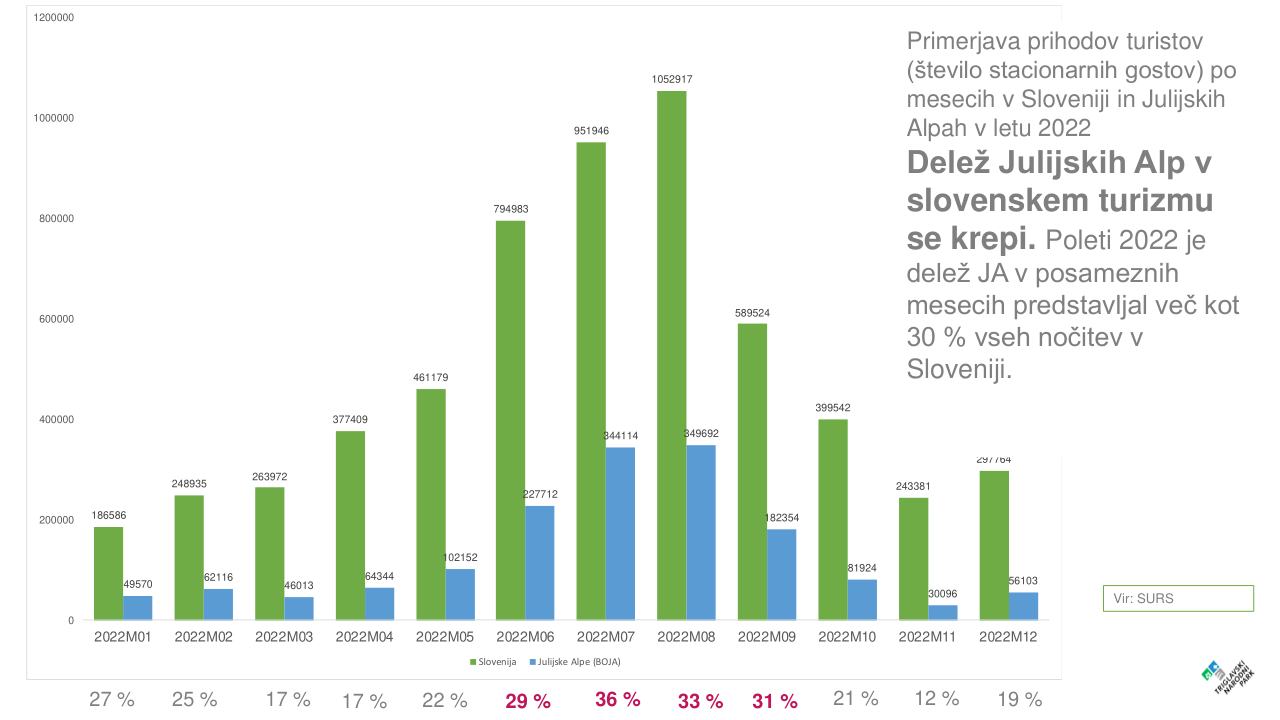 Primerjava prihodov turistov
(število stacionarnih gostov) po
mesecih v Sloveniji in Julijskih
Alpah v letu 2022
Delež Julijskih Alp v
slovenskem turizmu
se krepi. Poleti 2022 je
delež JA v posameznih
mesecih predstavljal več kot
30 % vseh nočitev v
Sloveniji.
1200000
1000000
800000
600000
400000
200000
0
186586
49570
248935
62116
263972
46013
377409
64344
461179
102152
794983
227712
951946
344114
1052917
349692
589524
182354
399542
81924
243381
30096
297764
56103
2022M01 2022M02 2022M03 2022M04 2022M05 2022M06 2022M07 2022M08 2022M09 2022M10 2022M11 2022M12
Slovenija Julijske Alpe (BOJA)
27 % 25 % 17 % 17 % 22 % 29 % 36 % 33 % 31 % 21 % 12 % 19 %
Vir: SURS
TRIGLAVSKI
NARODNI
PARK